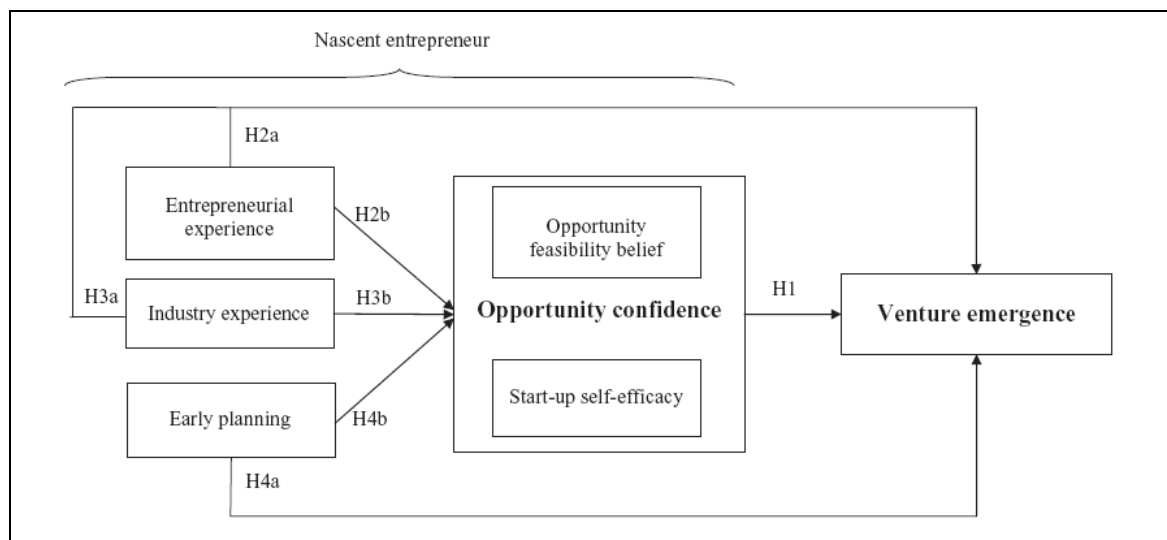 Nascent entrepreneur
H2a
Entrepreneurial
experience
H2b
Opportunity
feasibility belief
H3a
Industry experience
H3b
Opportunity confidence
H1
Venture emergence
Early planning
H4b
Start-up self-efficacy
H4a